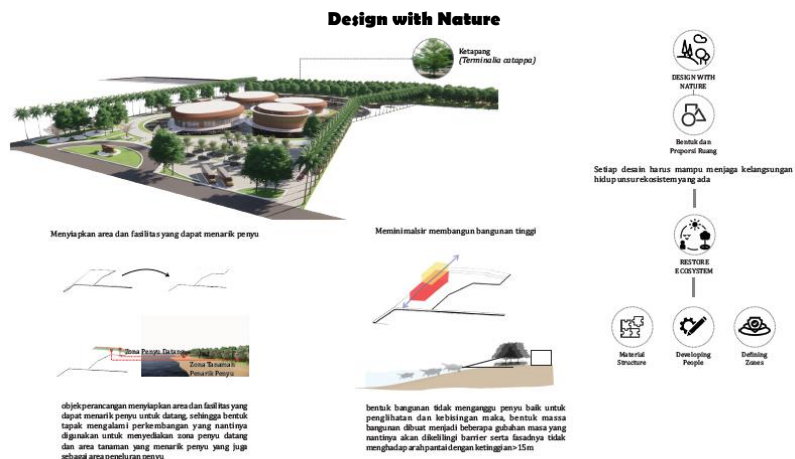 Design with Nature
Ketapang
(Terminalia catappa)
Menyiapkan area dan fasilitas yang dapat menarik penyu
Zona Penyu Datang
Zona Tanaman
Penarik Penyu
objek perancangan menyiapkan area dan fasilitas yang
dapat menarik penyu untuk datang, sehingga bentuk
tapak mengalami perkembangan yang nantinya
digunakan untuk menyediakan zona penyu datang
dan area tanaman yang menarik penyu yang juga
sebagai area peneluran penyu
Meminimalsir membangun bangunan tinggi
bentuk bangunan tidak menganggu penyu baik untuk
penglihatan dan kebisingan maka, bentuk massa
bangunan dibuat menjadi beberapa gubahan masa yang
nantinya akan dikelilingi barrier serta fasadnya tidak
menghadap arah pantai dengan ketinggian >15m
DESIGN WITH
NATURE
Bentuk dan
Proporsi Ruang
Setiap desain harus mampu menjaga kelangsungan
hidup unsur ekosistem yang ada
RESTORE
ECOSYSTEM
Material
Structure
Developing
People
Defining
Zones